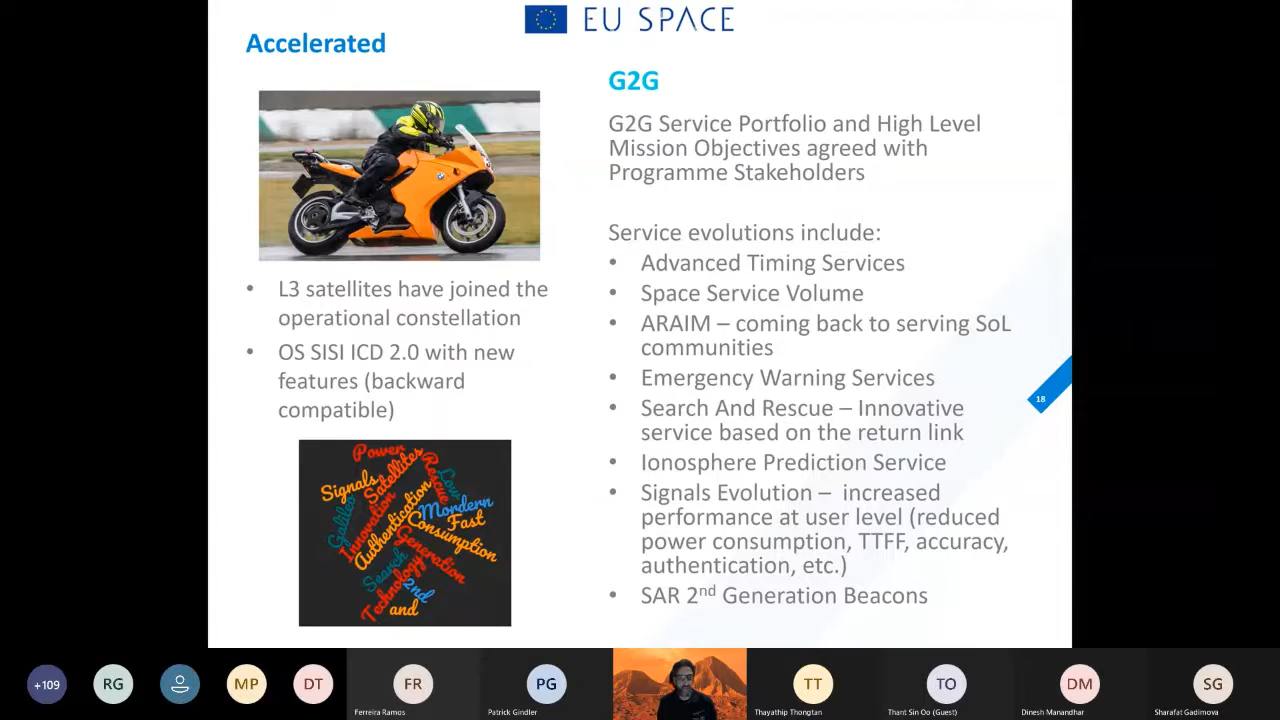 EU SPACE
Accelerated
L3 satellites have joined the
operational constellation
OS SISI ICD 2.0 with new
features (backward
compatible)
Power
Satellites
Rescue
Low
Signals
Galileo
Innovation
Authentication
Mordern
Fast
Consumption
Generation
Search
Technology
2nd
and
G2G
G2G Service Portfolio and High Level
Mission Objectives agreed with
Programme Stakeholders
Service evolutions include:
• Advanced Timing Services
• Space Service Volume
• ARAIM – coming back to serving SoL
communities
• Emergency Warning Services
• Search And Rescue – Innovative
service based on the return link
• Ionosphere Prediction Service
• Signals Evolution – increased
performance at user level (reduced
power consumption, TTFF, accuracy,
authentication, etc.)
• SAR 2nd Generation Beacons
18
+109
RG
MP
DT
FR
Ferreira Ramos
PG
Patrick Gindler
TT
Thayathip Thongtan
TO
Thant Sin Oo (Guest)
DM
Dinesh Manandhar
SG
Sharafat Gadimova